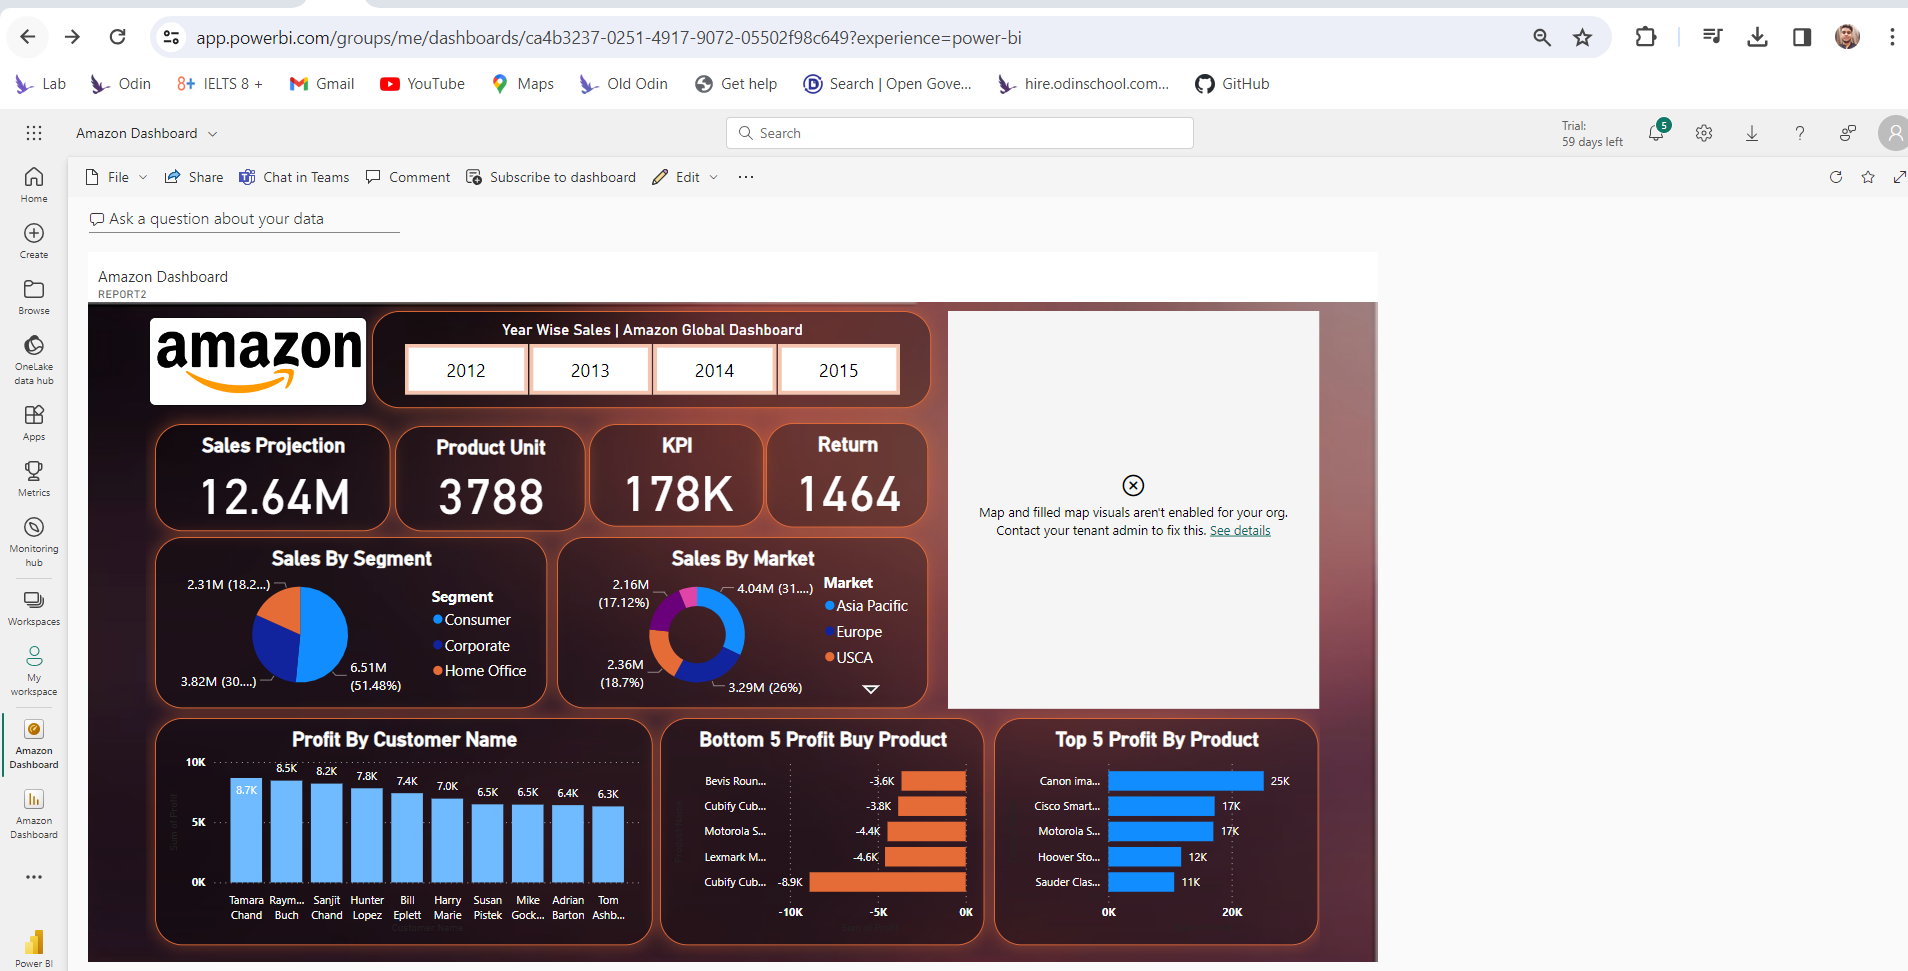 app.powerbi.com/groups/me/dashboards/ca4b3237-0251-4917-9072-05502f98c649?experience=power-bi
Lab
Odin
8+ IELTS 8 +
Gmail
YouTube
Maps
Old Odin
Get help
Search | Open Gove...
hire.odinschool.com...
GitHub
Amazon Dashboard
Search
Trial:
59 days left
5
?
File
Share
Chat in Teams
Comment
Subscribe to dashboard
Edit
Home
Create
Browse
OneLake
data hub
Apps
Metrics
Monitoring
hub
Workspaces
My
workspace
Amazon
Dashboard
Amazon
Dashboard
Power BI
Ask a question about your data
Amazon Dashboard
REPORT2
amazon
Year Wise Sales | Amazon Global Dashboard
2012 2013 2014 2015
Sales Projection
12.64M
Product Unit
3788
KPI
178K
Return
1464
Map and filled map visuals aren't enabled for your org.
Contact your tenant admin to fix this. See details
Sales By Segment
2.31M (18.2...)
3.82M (30....)
6.51M
(51.48%)
Segment
Consumer
Corporate
Home Office
Sales By Market
2.16M
(17.12%)
4.04M (31....)
2.36M
(18.7%)
3.29M (26%)
Market
Asia Pacific
Europe
USCA
Profit By Customer Name
Sum of Profit
10K
5K
0K
8.7K 8.5K 8.2K 7.8K 7.4K 7.0K 6.5K 6.5K 6.4K 6.3K
Tamara Raym... Sanjit Hunter Bill Harry Susan Mike Adrian Tom
Chand Buch Chand Lopez Eplett Marie Pistek Gock... Barton Ashb...
Customer Name
Bottom 5 Profit Buy Product
Bevis Roun... -3.6K
Cubify Cub... -3.8K
Motorola S... -4.4K
Lexmark M... -4.6K
Cubify Cub... -8.9K
-10K -5K 0K
Top 5 Profit By Product
Canon ima... 25K
Cisco Smart... 17K
Motorola S... 17K
Hoover Sto... 12K
Sauder Clas... 11K
0K 20K